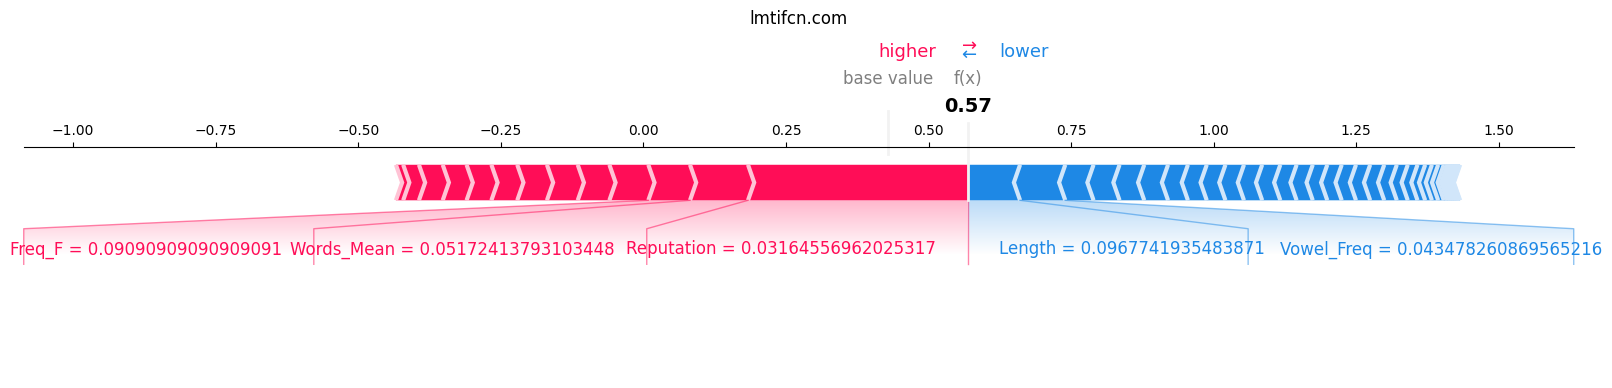 lmtifcn.com
higher ⇄ lower
base value f(x)
0.57
−1.00 −0.75 −0.50 −0.25 0.00 0.25 0.50 0.75 1.00 1.25 1.50
Freq_F = 0.09090909090909091 Words_Mean = 0.05172413793103448 Reputation = 0.03164556962025317 Length = 0.0967741935483871 Vowel_Freq = 0.043478260869565216